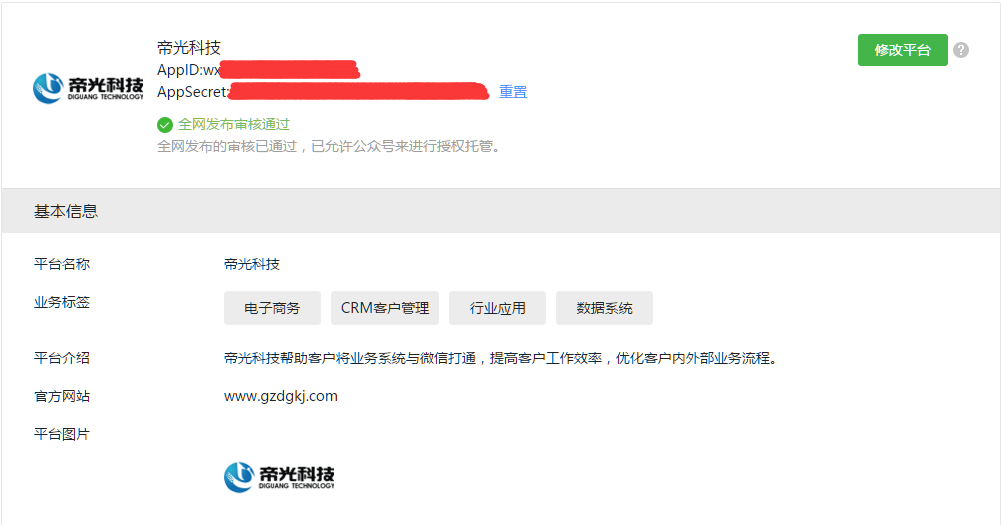 帝光科技
DIGUANG TECHNOLOGY
帝光科技
AppID:wx
AppSecret:
重置
全网发布审核通过
全网发布的审核已通过，已允许公众号来进行授权托管。
修改平台
?
基本信息
平台名称
帝光科技
业务标签
电子商务
CRM客户管理
行业应用
数据系统
平台介绍
帝光科技帮助客户将业务系统与微信打通，提高客户工作效率，优化客户内外部业务流程。
官方网站
www.gzdgkj.com
平台图片
帝光科技
DIGUANG TECHNOLOGY